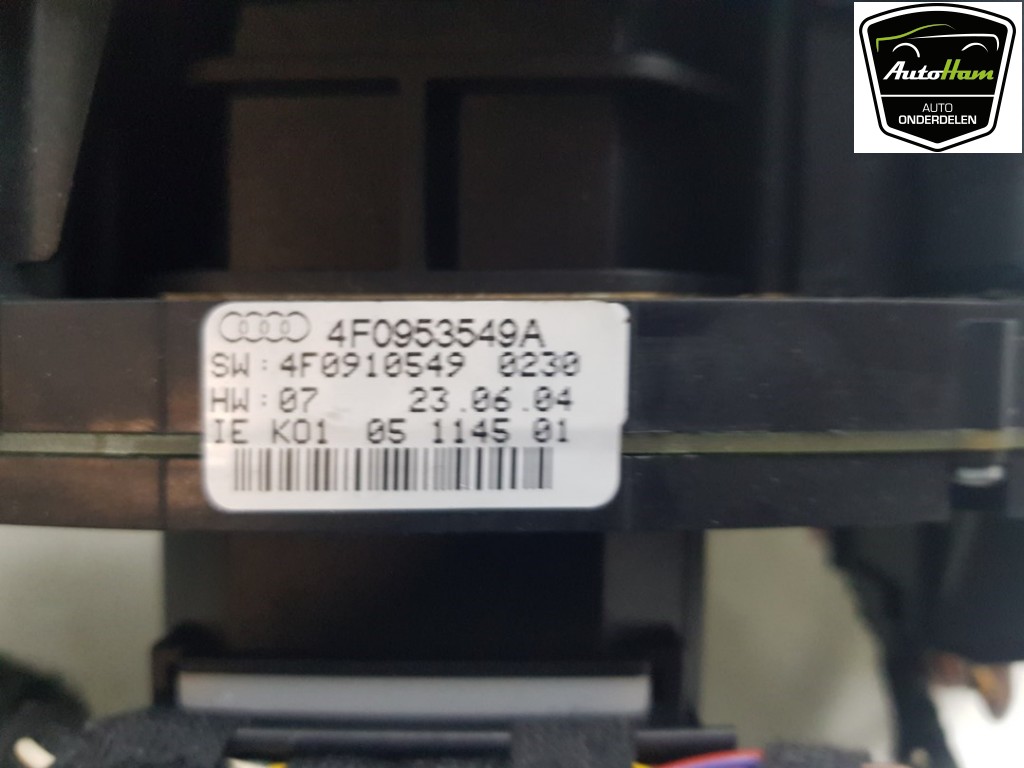 4F0953549A
SW:4F0910549 0230
HW:07 23.06.04
IE K01 05 1145 01
AutoHam
AUTO
ONDERDELEN